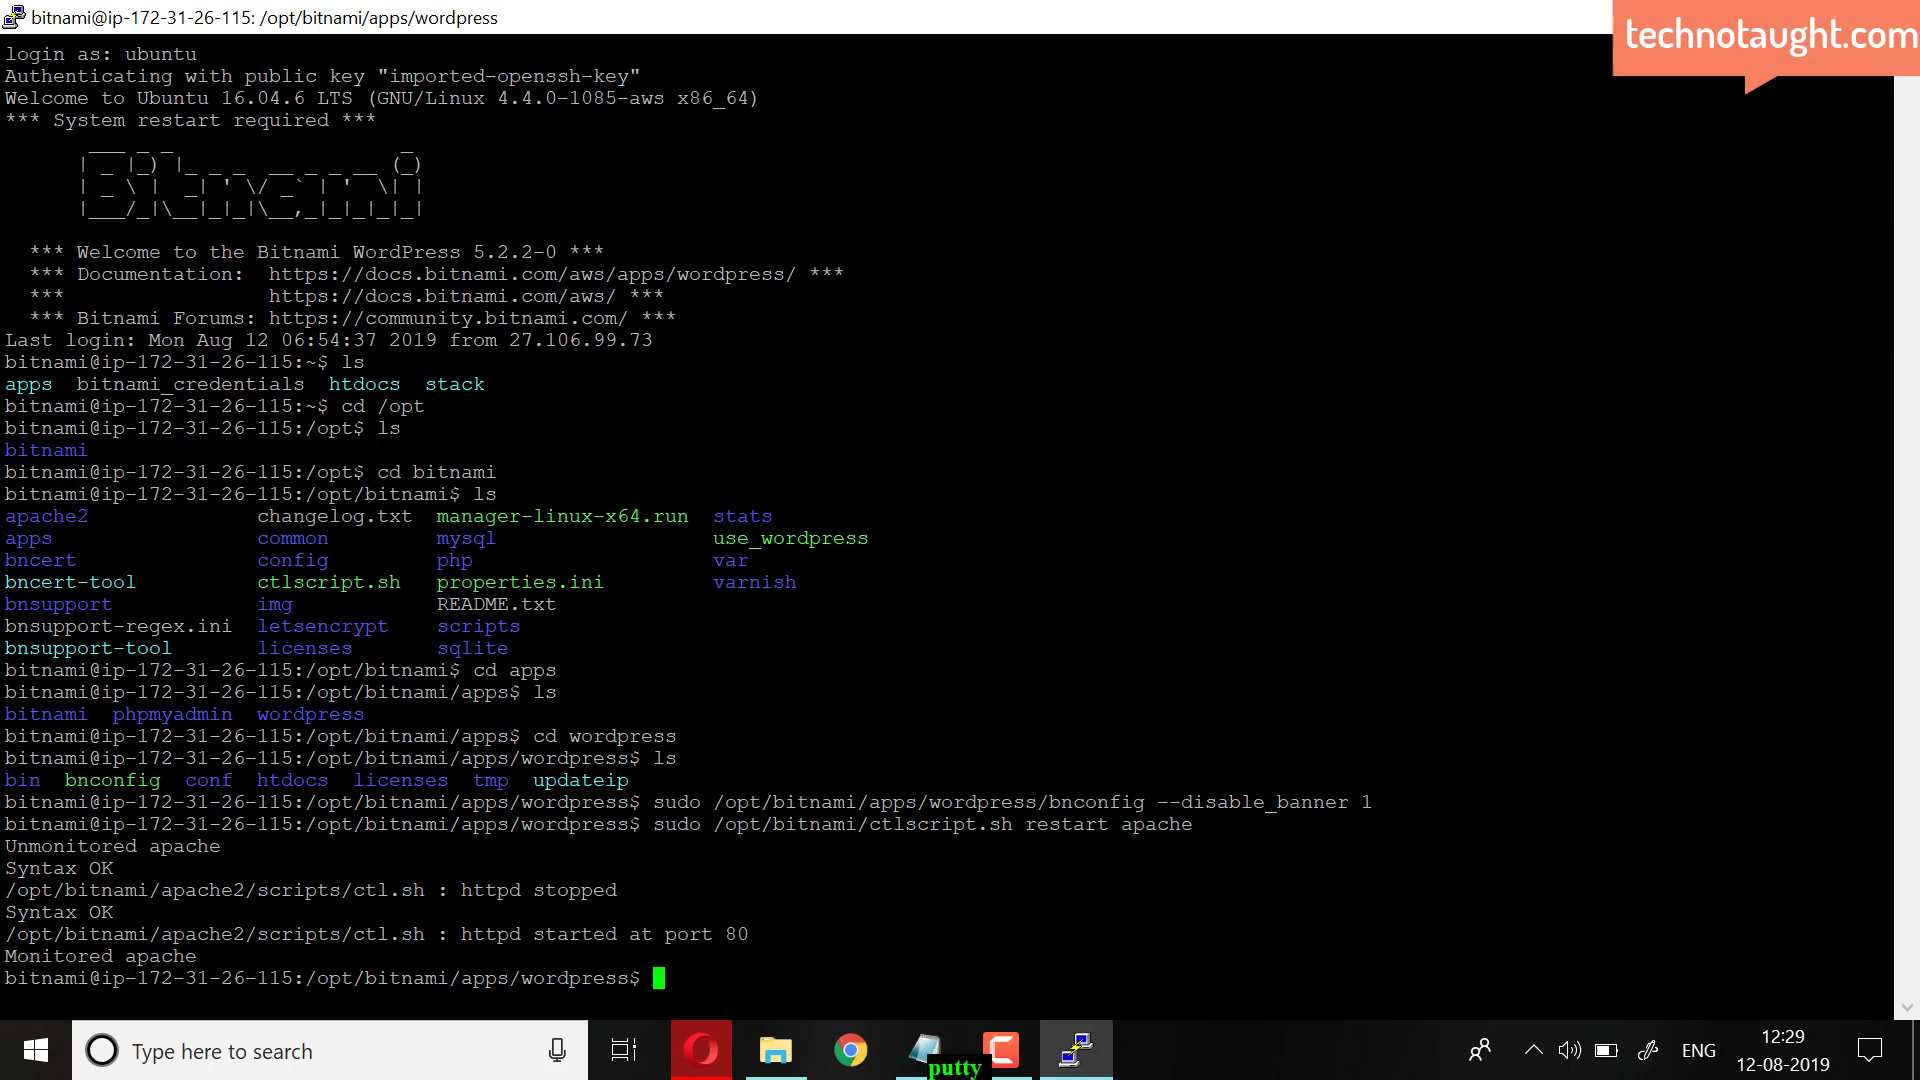 bitnami@ip-172-31-26-115: /opt/bitnami/apps/wordpress
technotaught.com
login as: ubuntu
Authenticating with public key "imported-openssh-key"
Welcome to Ubuntu 16.04.6 LTS (GNU/Linux 4.4.0-1085-aws x86_64)
*** System restart required ***
Bitnami
*** Welcome to the Bitnami WordPress 5.2.2-0 ***
*** Documentation:  https://docs.bitnami.com/aws/apps/wordpress/ ***
***                 https://docs.bitnami.com/aws/ ***
*** Bitnami Forums: https://community.bitnami.com/ ***
Last login: Mon Aug 12 06:54:37 2019 from 27.106.99.73
bitnami@ip-172-31-26-115:~$ ls
apps  bitnami_credentials  htdocs  stack
bitnami@ip-172-31-26-115:~$ cd /opt
bitnami@ip-172-31-26-115:/opt$ ls
bitnami
bitnami@ip-172-31-26-115:/opt$ cd bitnami
bitnami@ip-172-31-26-115:/opt/bitnami$ ls
apache2              changelog.txt  manager-linux-x64.run  stats
apps                 common         mysql                  use_wordpress
bncert               config         php                    var
bncert-tool          ctlscript.sh   properties.ini         varnish
bnsupport            img            README.txt
bnsupport-regex.ini  letsencrypt    scripts
bnsupport-tool       licenses       sqlite
bitnami@ip-172-31-26-115:/opt/bitnami$ cd apps
bitnami@ip-172-31-26-115:/opt/bitnami/apps$ ls
bitnami  phpmyadmin  wordpress
bitnami@ip-172-31-26-115:/opt/bitnami/apps$ cd wordpress
bitnami@ip-172-31-26-115:/opt/bitnami/apps/wordpress$ ls
bin  bnconfig  conf  htdocs  licenses  tmp  updateip
bitnami@ip-172-31-26-115:/opt/bitnami/apps/wordpress$ sudo /opt/bitnami/apps/wordpress/bnconfig --disable_banner 1
bitnami@ip-172-31-26-115:/opt/bitnami/apps/wordpress$ sudo /opt/bitnami/ctlscript.sh restart apache
Unmonitored apache
Syntax OK
/opt/bitnami/apache2/scripts/ctl.sh : httpd stopped
Syntax OK
/opt/bitnami/apache2/scripts/ctl.sh : httpd started at port 80
Monitored apache
bitnami@ip-172-31-26-115:/opt/bitnami/apps/wordpress$
Type here to search
putty
ENG
12:29
12-08-2019